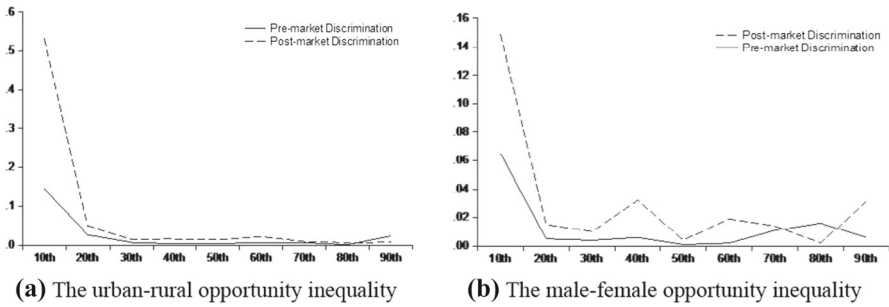 .6
.5
.4
.3
.2
.1
.0
Pre-market Discrimination
Post-market Discrimination
10th 20th 30th 40th 50th 60th 70th 80th 90th
(a) The urban-rural opportunity inequality
.16
.14
.12
.10
.08
.06
.04
.02
.00
Post-market Discrimination
Pre-market Discrimination
10th 20th 30th 40th 50th 60th 70th 80th 90th
(b) The male-female opportunity inequality